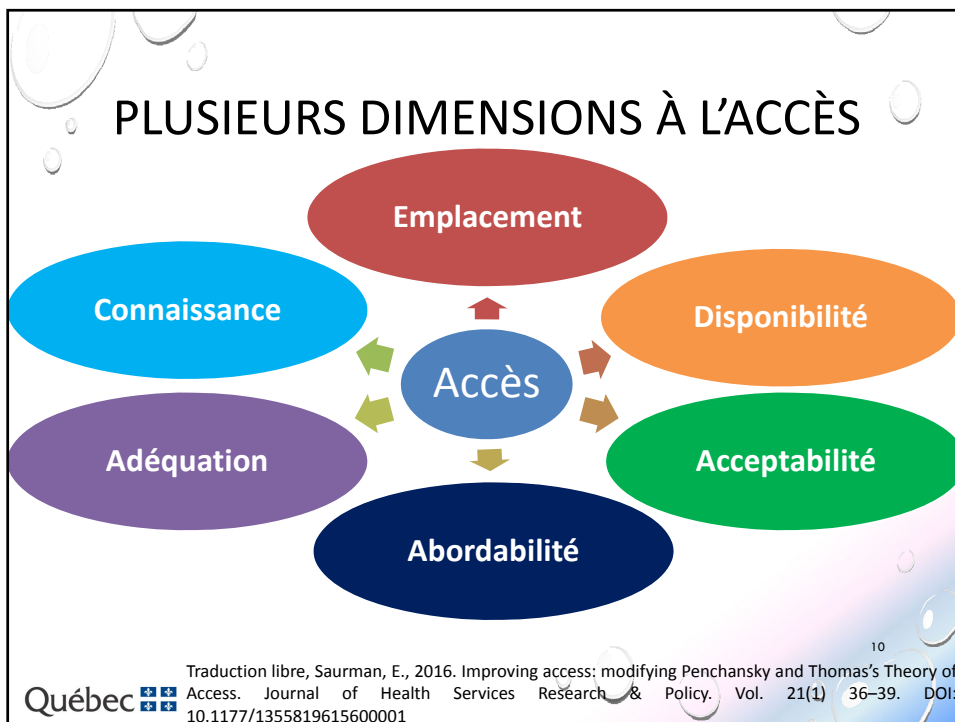 PLUSIEURS DIMENSIONS À L'ACCÈS
Emplacement
Connaissance
Disponibilité
Accès
Adéquation
Acceptabilité
Abordabilité
10
Traduction libre, Saurman, E., 2016. Improving access: modifying Penchansky and Thomas's Theory of
Access. Journal of Health Services Research & Policy. Vol. 21(1) 36–39. DOI:
10.1177/1355819615600001
Québec